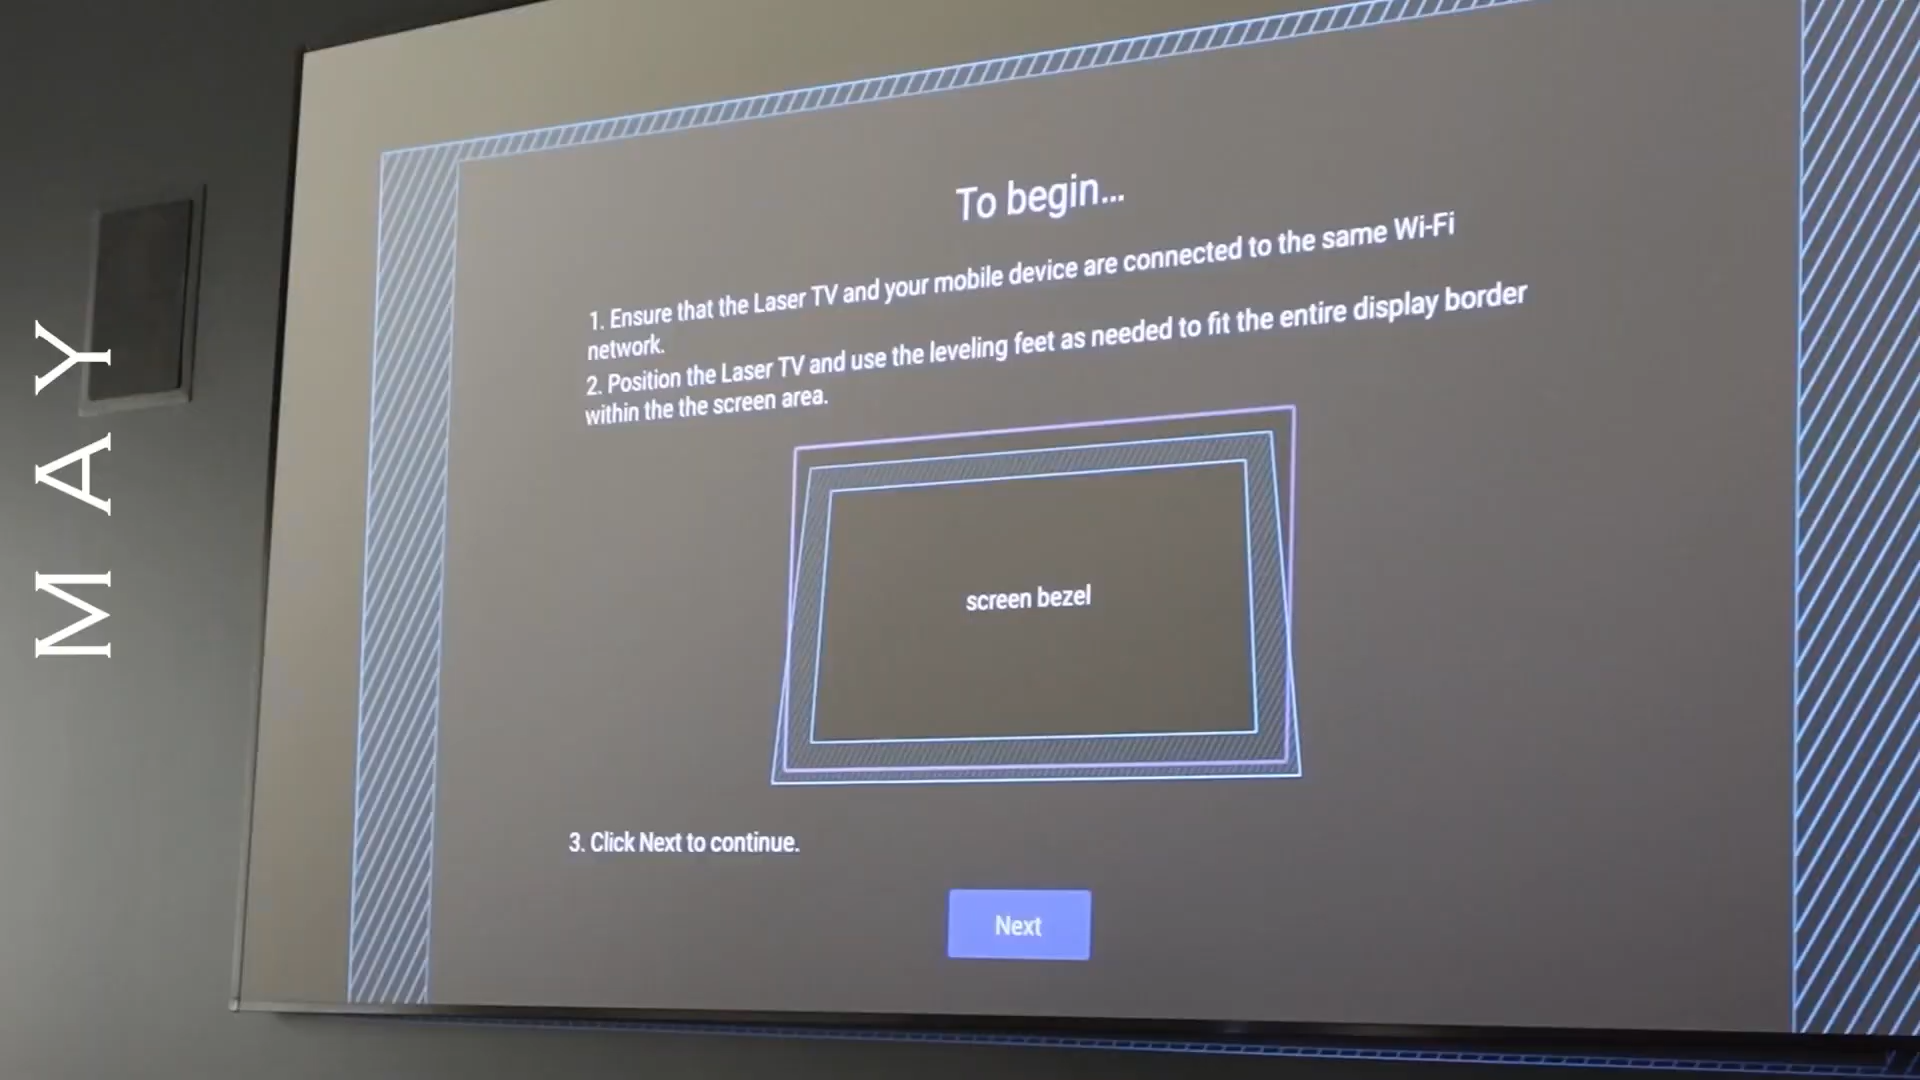 MAY
To begin...
1. Ensure that the Laser TV and your mobile device are connected to the same Wi-Fi
network.
2. Position the Laser TV and use the leveling feet as needed to fit the entire display border
within the the screen area.
screen bezel
3. Click Next to continue.
Next